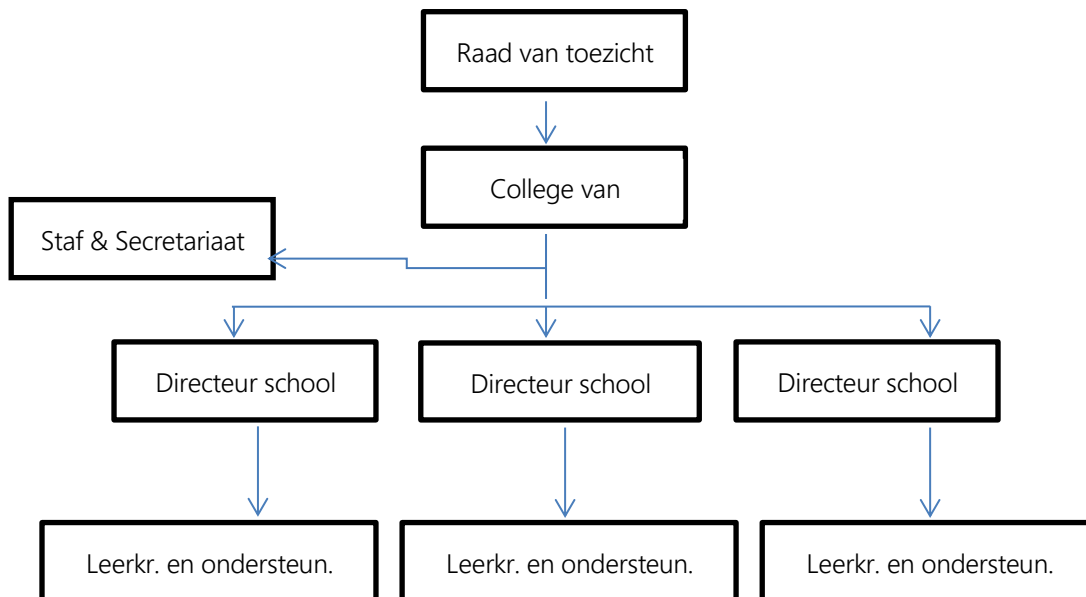 Raad van toezicht
College van
Staf & Secretariaat
Directeur school
Directeur school
Directeur school
Leerkr. en ondersteun.
Leerkr. en ondersteun.
Leerkr. en ondersteun.